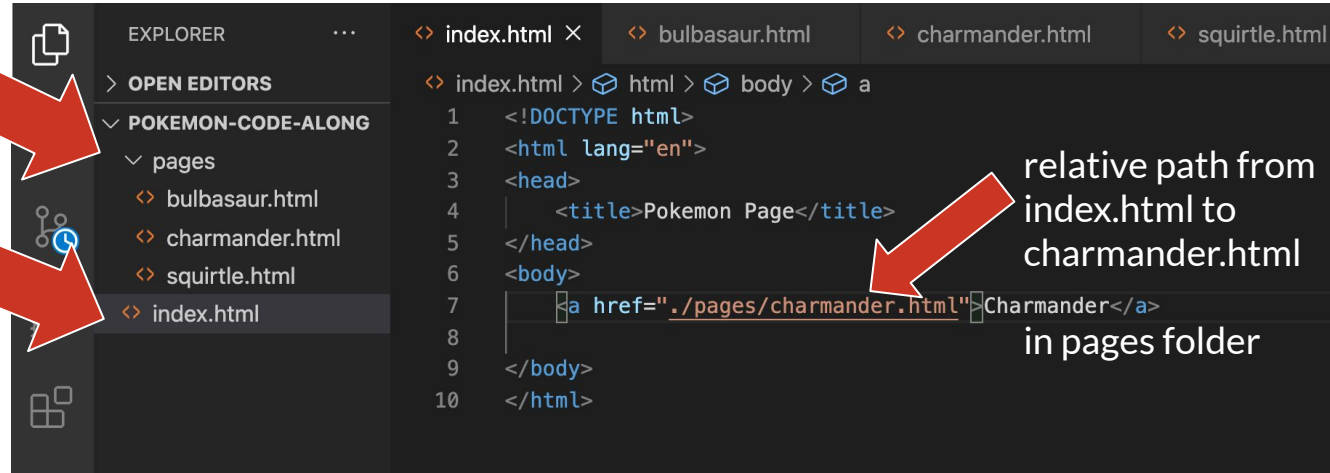 EXPLORER ...
> OPEN EDITORS
POKEMON-CODE-ALONG
pages
<> bulbasaur.html
<> charmander.html
<> squirtle.html
<> index.html
<> index.html ×
<> bulbasaur.html
<> charmander.html
<> squirtle.html
<> index.html > html > body > a
1 <!DOCTYPE html>
2 <html lang="en">
3 <head>
4 <title>Pokemon Page</title>
5 </head>
6 <body>
7 <a href="./pages/charmander.html">Charmander</a>
8
9 </body>
10 </html>
relative path from
index.html to
charmander.html
in pages folder